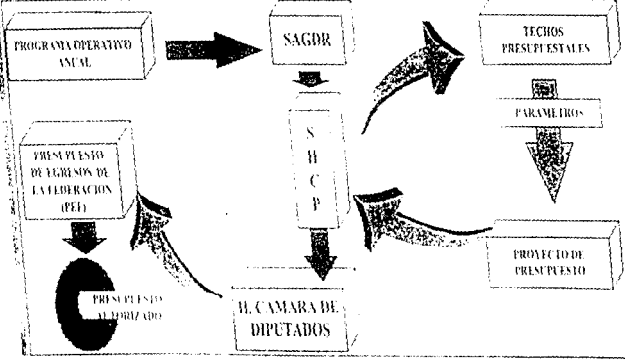 PROGRAMA OPERATIVO
ANUAL
SAGDR
TECHOS
PRESUPUESTALES
PARAMETROS
S
H
C
P
PRESUPUESTO
DE EGRESOS DE
LA FEDERACION
(PEF)
PROYECTO DE
PRESUPUESTO
PRESUPUESTO
AUTORIZADO
H. CAMARA DE
DIPUTADOS